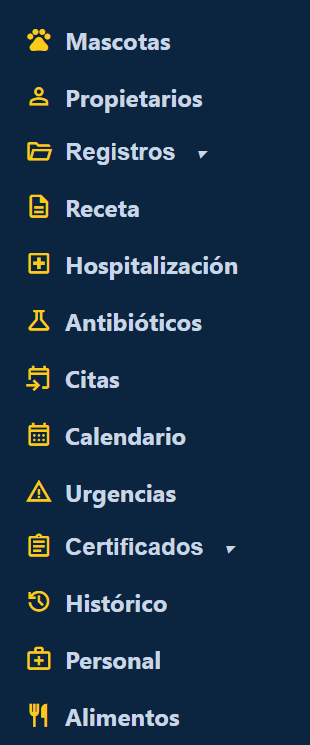 Mascotas
Propietarios
Registros
Receta
Hospitalización
Antibióticos
Citas
Calendario
Urgencias
Certificados
Histórico
Personal
Alimentos